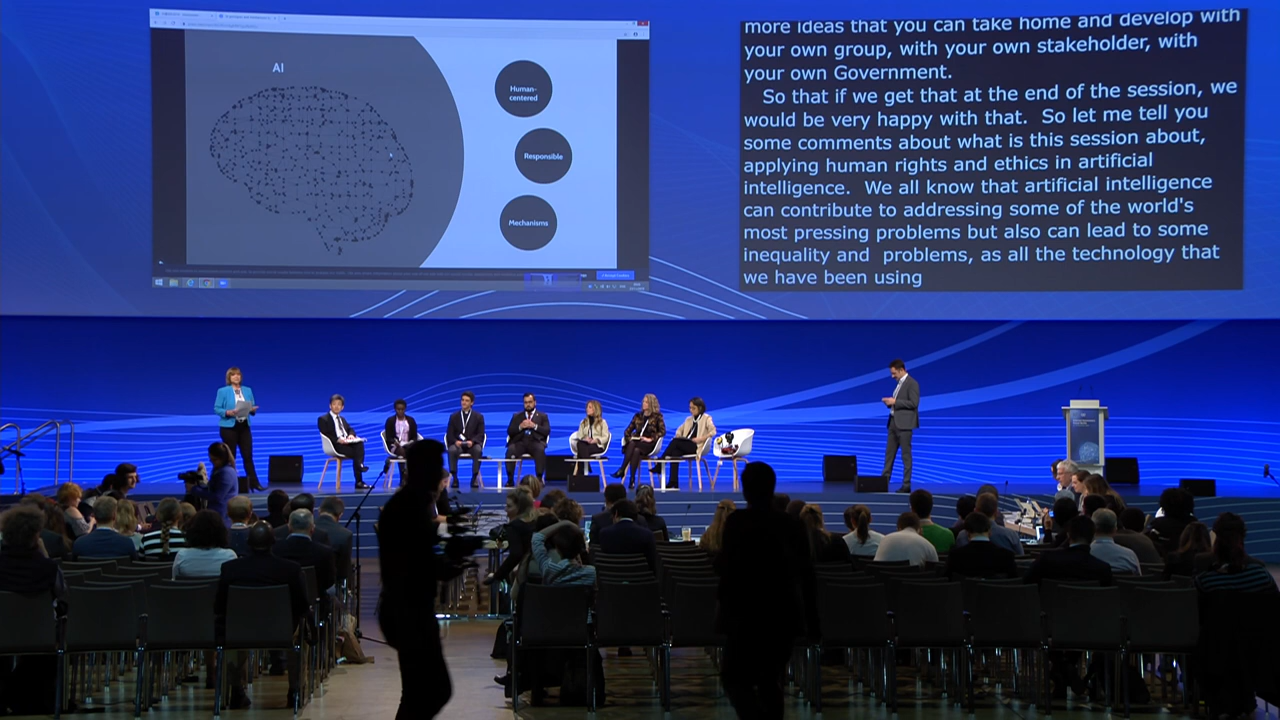 AI
Human-
centered
Responsible
Mechanisms
more ideas that you can take home and develop with
your own group, with your own stakeholder, with
your own Government.
So that if we get that at the end of the session, we
would be very happy with that. So let me tell you
some comments about what is this session about,
applying human rights and ethics in artificial
intelligence. We all know that artificial intelligence
can contribute to addressing some of the world's
most pressing problems but also can lead to some
inequality and problems, as all the technology that
we have been using